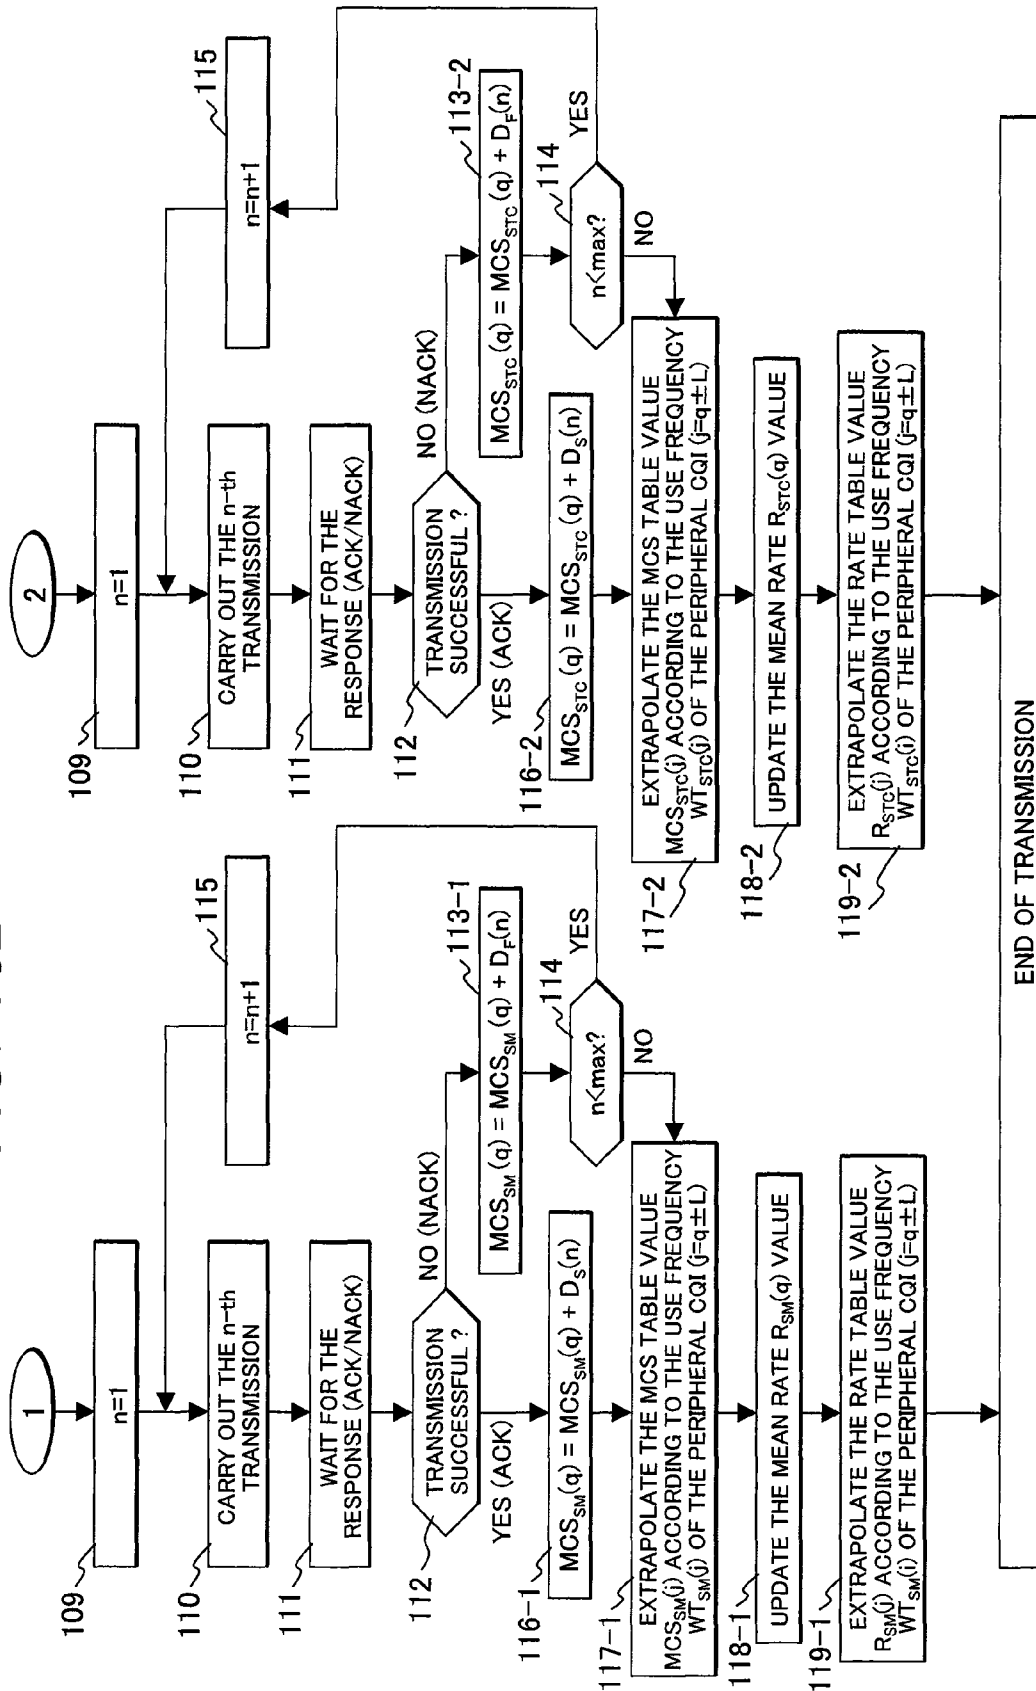 1
109
n=1
110
CARRY OUT THE n-th
TRANSMISSION
115
n=n+1
111
WAIT FOR THE
RESPONSE (ACK/NACK)
112
TRANSMISSION
SUCCESSFUL ?
NO (NACK)
YES (ACK)
113-1
MCS_SM(q) = MCS_SM(q) + D_F(n)
116-1
MCS_SM(q) = MCS_SM(q) + D_S(n)
114
n<max?
YES
NO
117-1
EXTRAPOLATE THE MCS TABLE VALUE
MCS_SM(j) ACCORDING TO THE USE FREQUENCY
WT_SM(j) OF THE PERIPHERAL CQI (j=q±L)
118-1
UPDATE THE MEAN RATE R_SM(q) VALUE
119-1
EXTRAPOLATE THE RATE TABLE VALUE
R_SM(j) ACCORDING TO THE USE FREQUENCY
WT_SM(i) OF THE PERIPHERAL CQI (j=q±L)
2
109
n=1
110
CARRY OUT THE n-th
TRANSMISSION
115
n=n+1
111
WAIT FOR THE
RESPONSE (ACK/NACK)
112
TRANSMISSION
SUCCESSFUL ?
NO (NACK)
YES (ACK)
113-2
MCS_STC(q) = MCS_STC(q) + D_F(n)
116-2
MCS_STC(q) = MCS_STC(q) + D_S(n)
114
n<max?
YES
NO
117-2
EXTRAPOLATE THE MCS TABLE VALUE
MCS_STC(j) ACCORDING TO THE USE FREQUENCY
WT_STC(j) OF THE PERIPHERAL CQI (j=q±L)
118-2
UPDATE THE MEAN RATE R_STC(q) VALUE
119-2
EXTRAPOLATE THE RATE TABLE VALUE
R_STC(j) ACCORDING TO THE USE FREQUENCY
WT_STC(i) OF THE PERIPHERAL CQI (j=q±L)
END OF TRANSMISSION